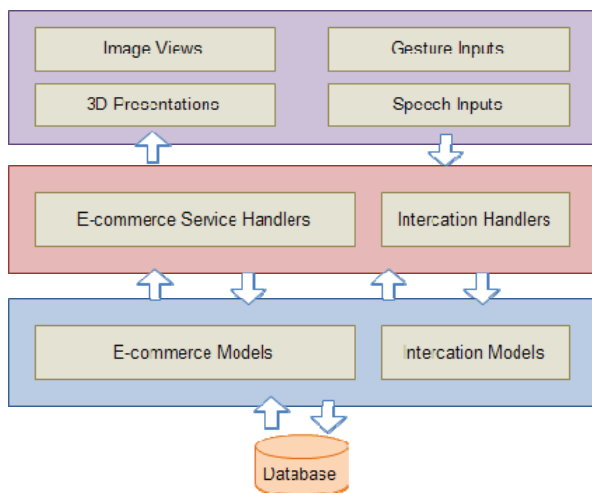 Image Views
Gesture Inputs
3D Presentations
Speech Inputs
E-commerce Service Handlers
Intercation Handlers
E-commerce Models
Intercation Models
Database